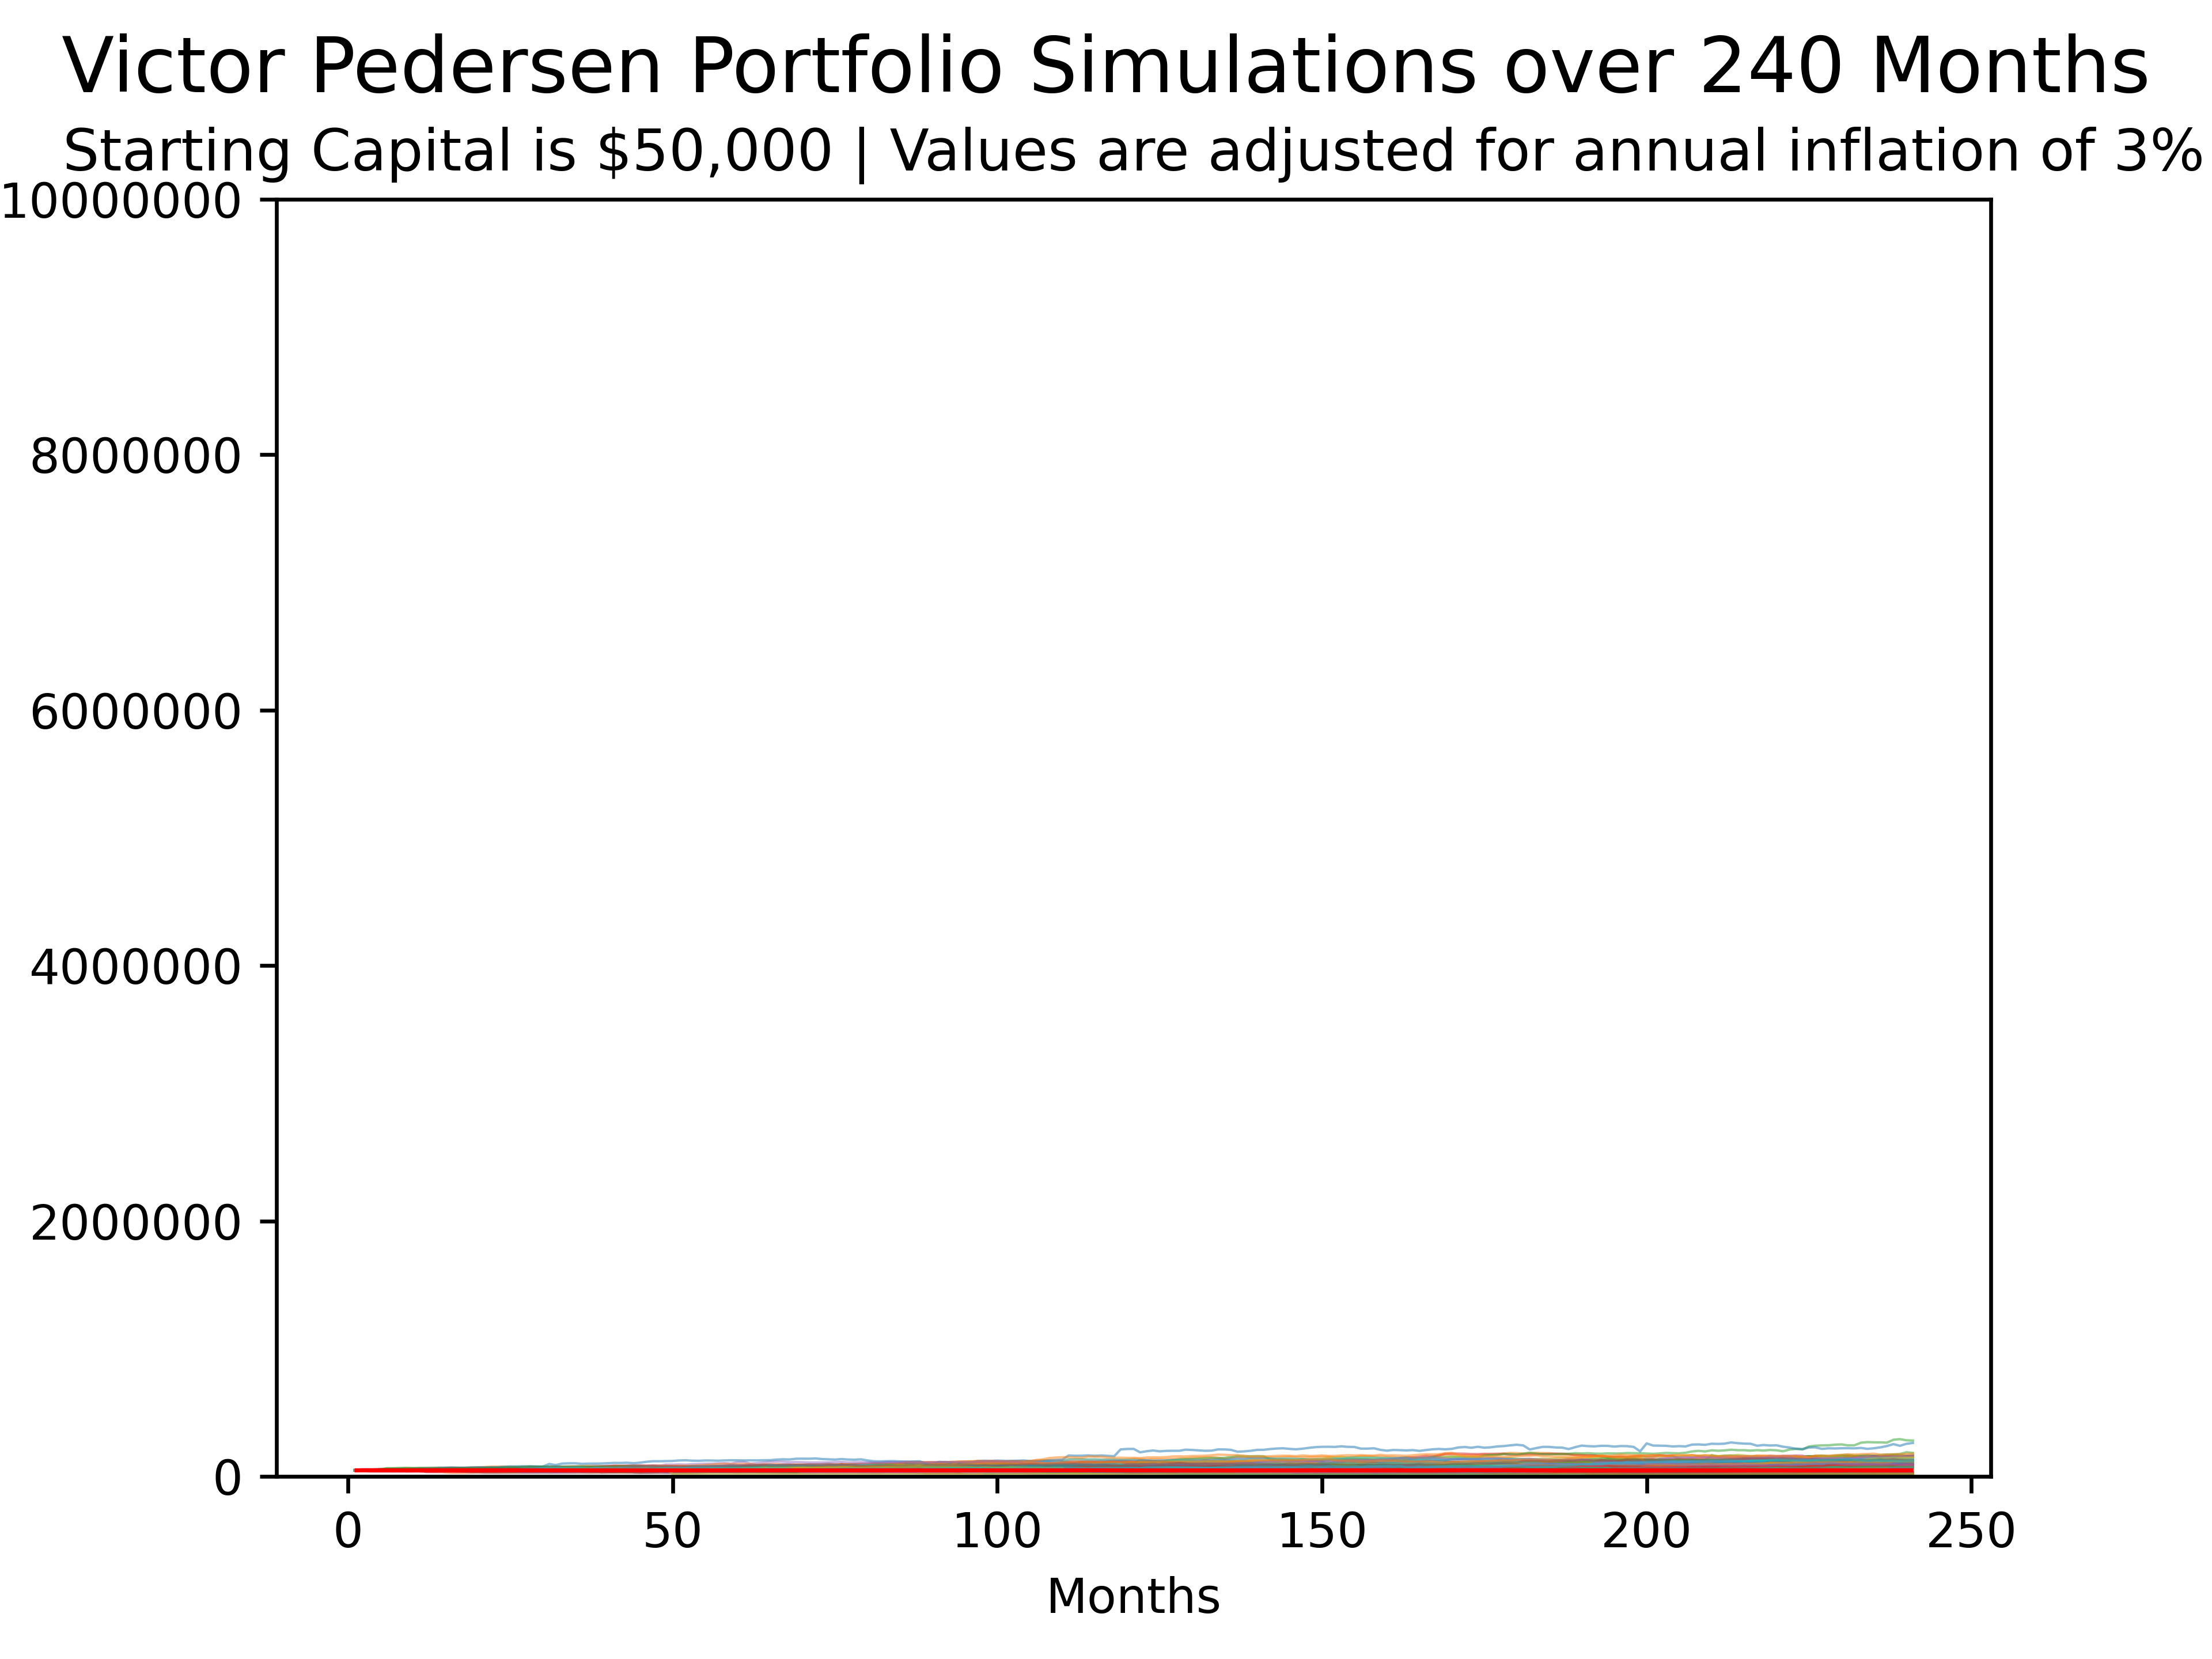 Victor Pedersen Portfolio Simulations over 240 Months
Starting Capital is $50,000 | Values are adjusted for annual inflation of 3%
10000000
8000000
6000000
4000000
2000000
0
0 50 100 150 200 250
Months